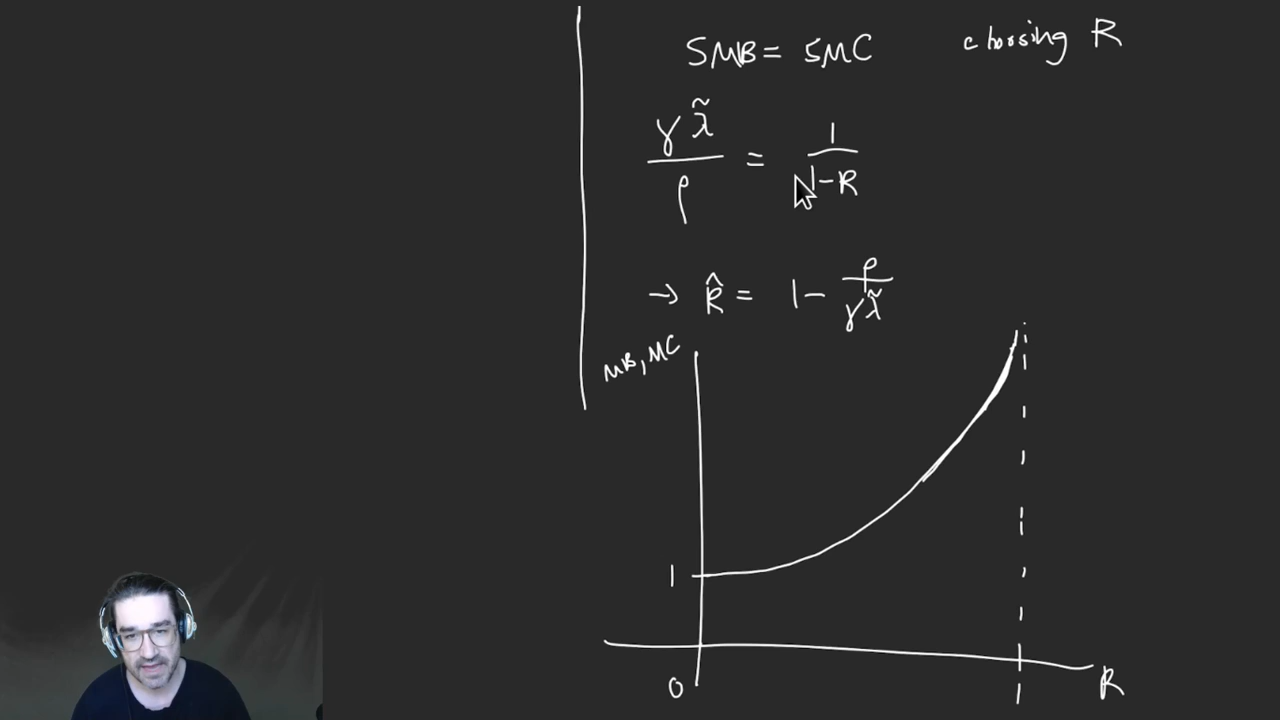 SMB = SMC choosing R
γλ̃/ρ = 1/(1-R)
→ R̂ = 1 - ρ/(γλ̃)
MB, MC
1
0 1 R